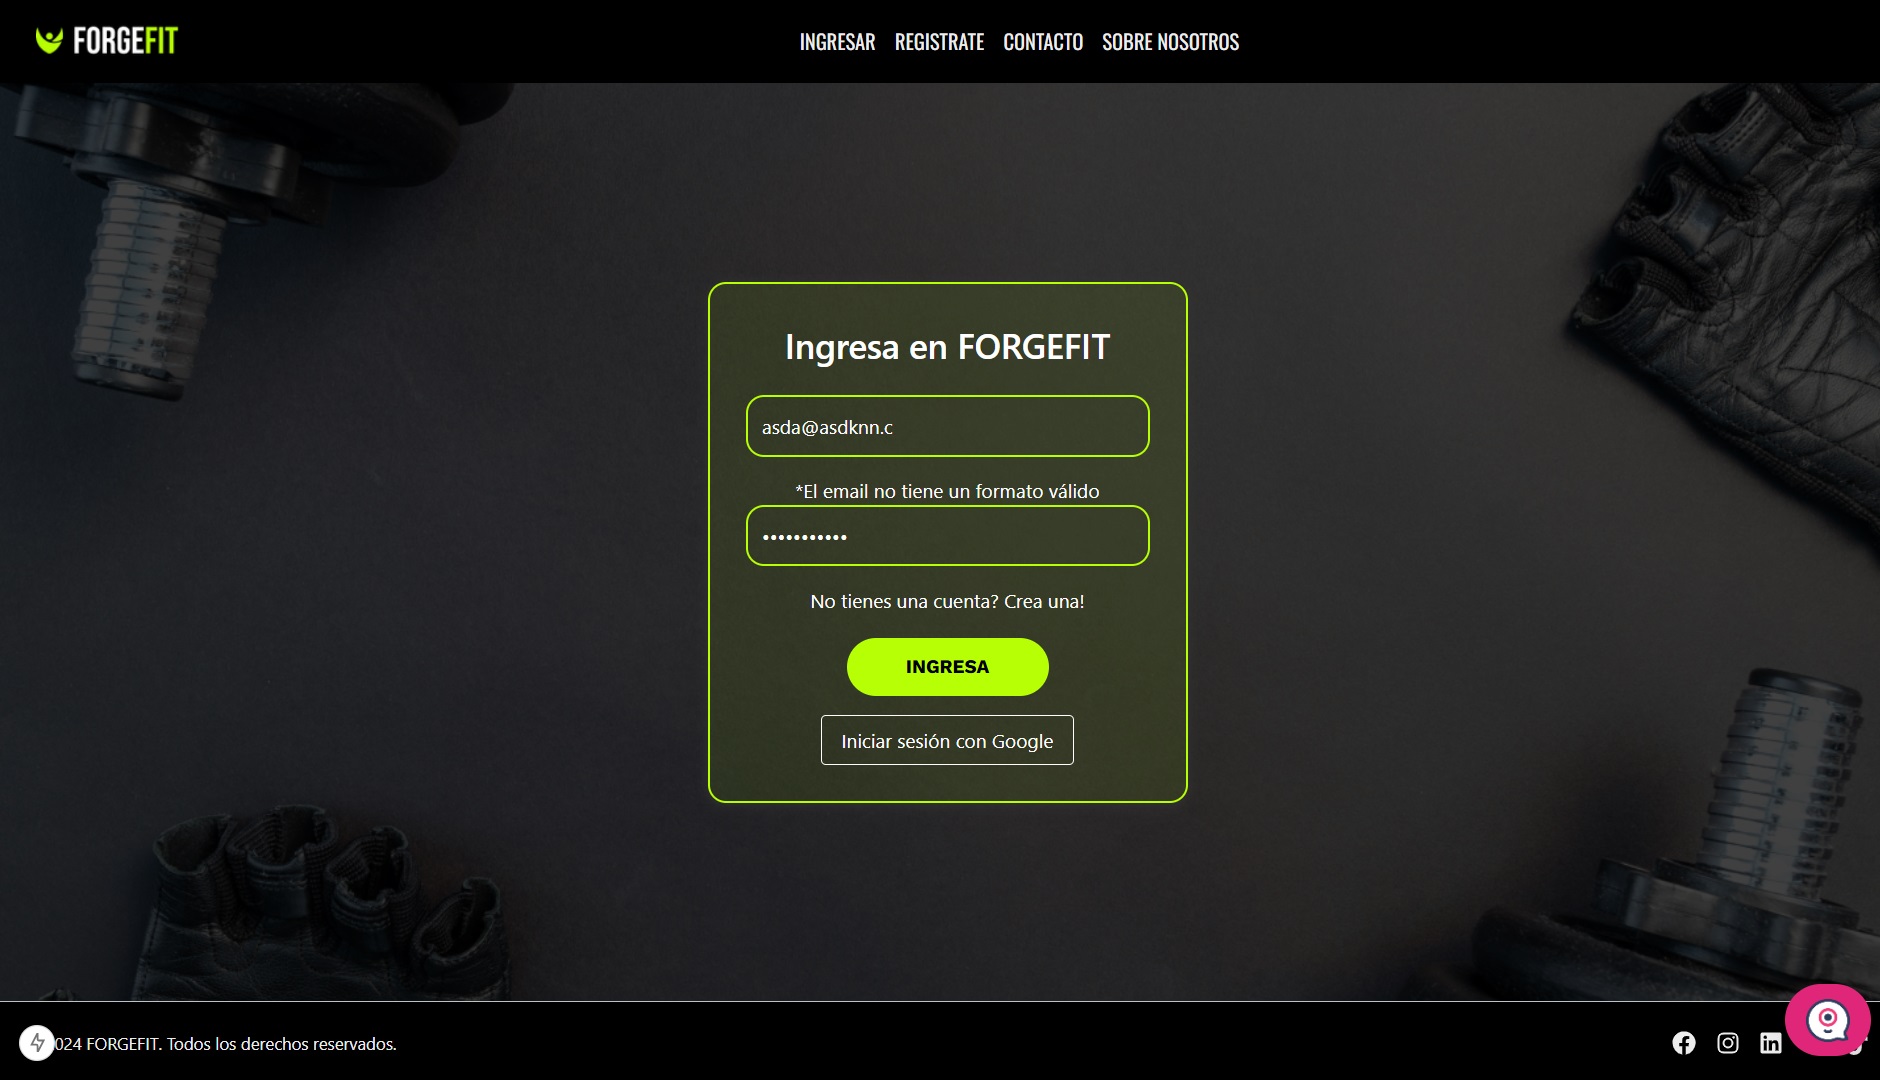 FORGEFIT
INGRESAR REGISTRATE CONTACTO SOBRE NOSOTROS
Ingresa en FORGEFIT
asda@asdknn.c
*El email no tiene un formato válido
•••••••••••
No tienes una cuenta? Crea una!
INGRESA
Iniciar sesión con Google
024 FORGEFIT. Todos los derechos reservados.